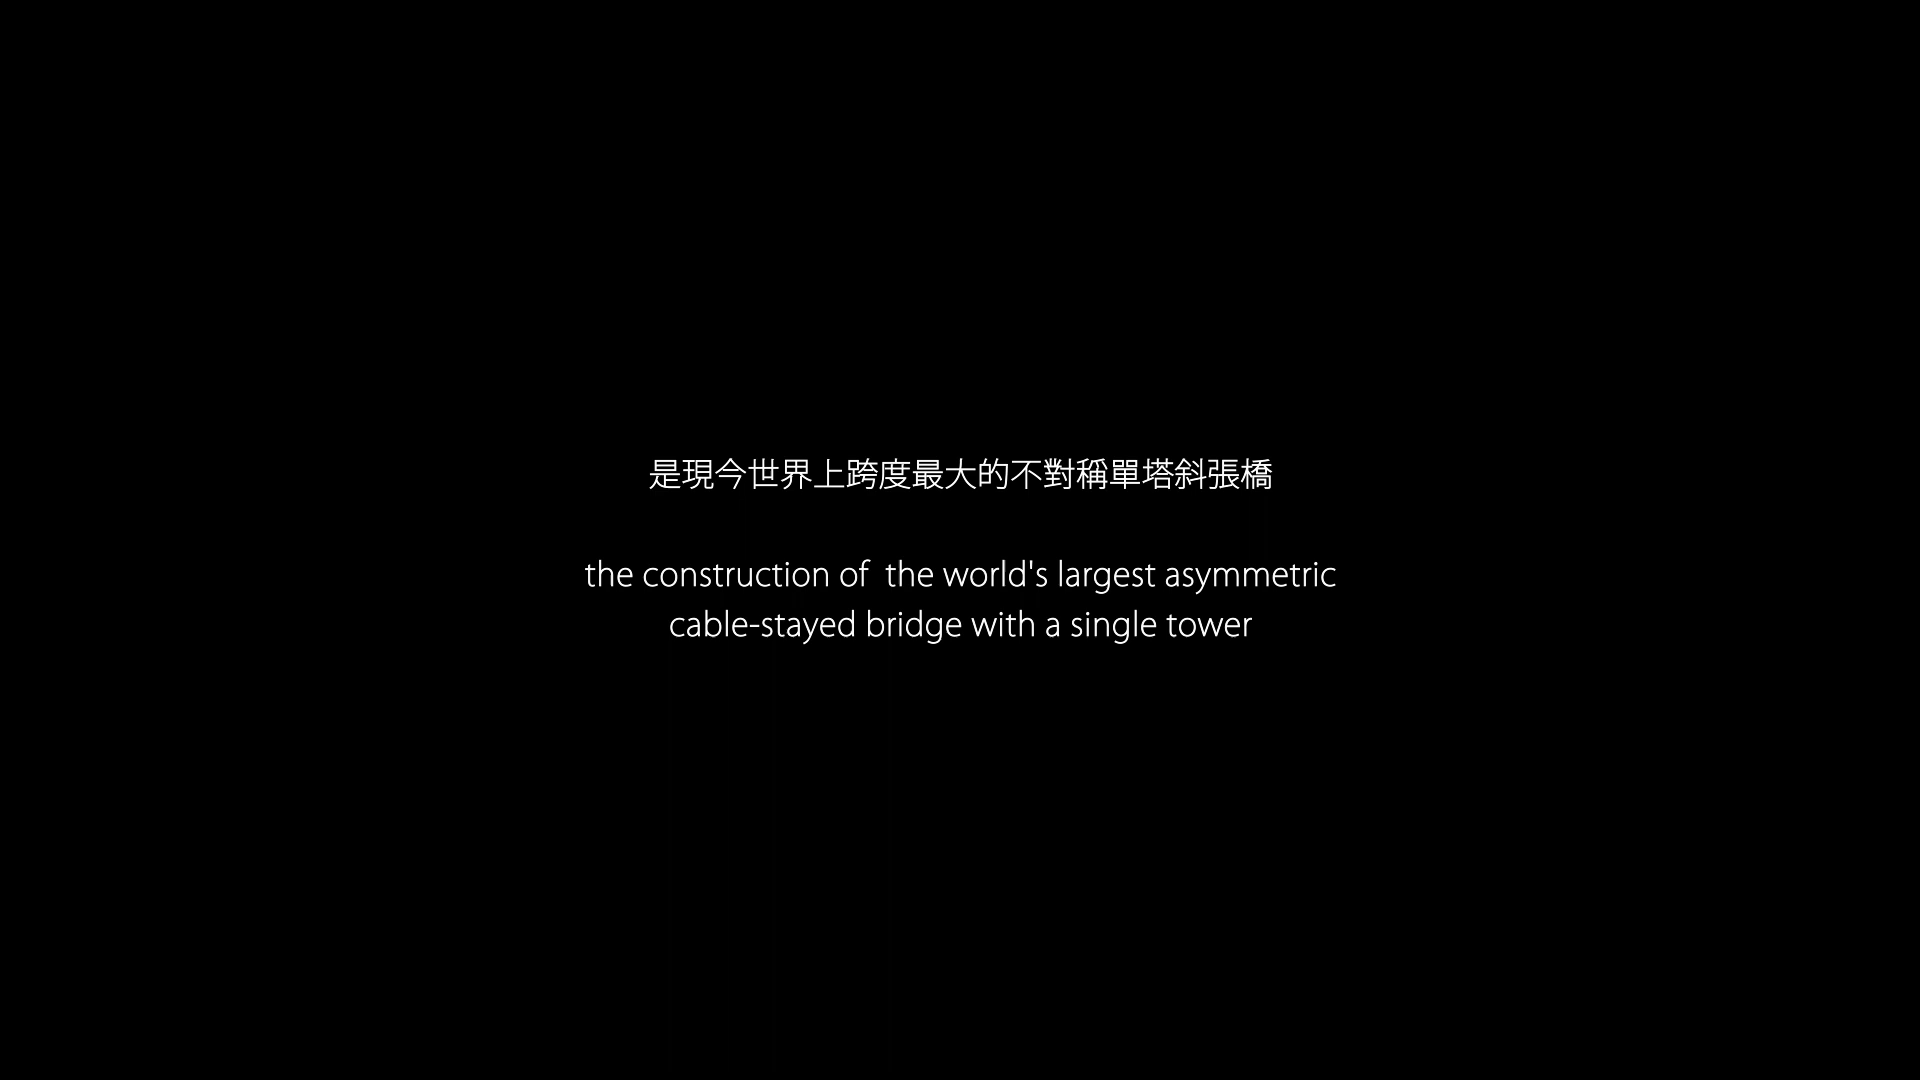 是現今世界上跨度最大的不對稱單塔斜張橋
the construction of  the world's largest asymmetric
cable-stayed bridge with a single tower